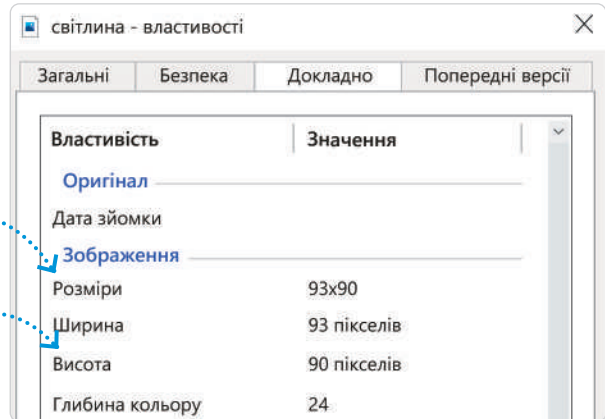 світлина - властивості
Загальні Безпека Докладно Попередні версії
Властивість Значення
Оригінал
Дата зйомки
Зображення
Розміри 93x90
Ширина 93 пікселів
Висота 90 пікселів
Глибина кольору 24